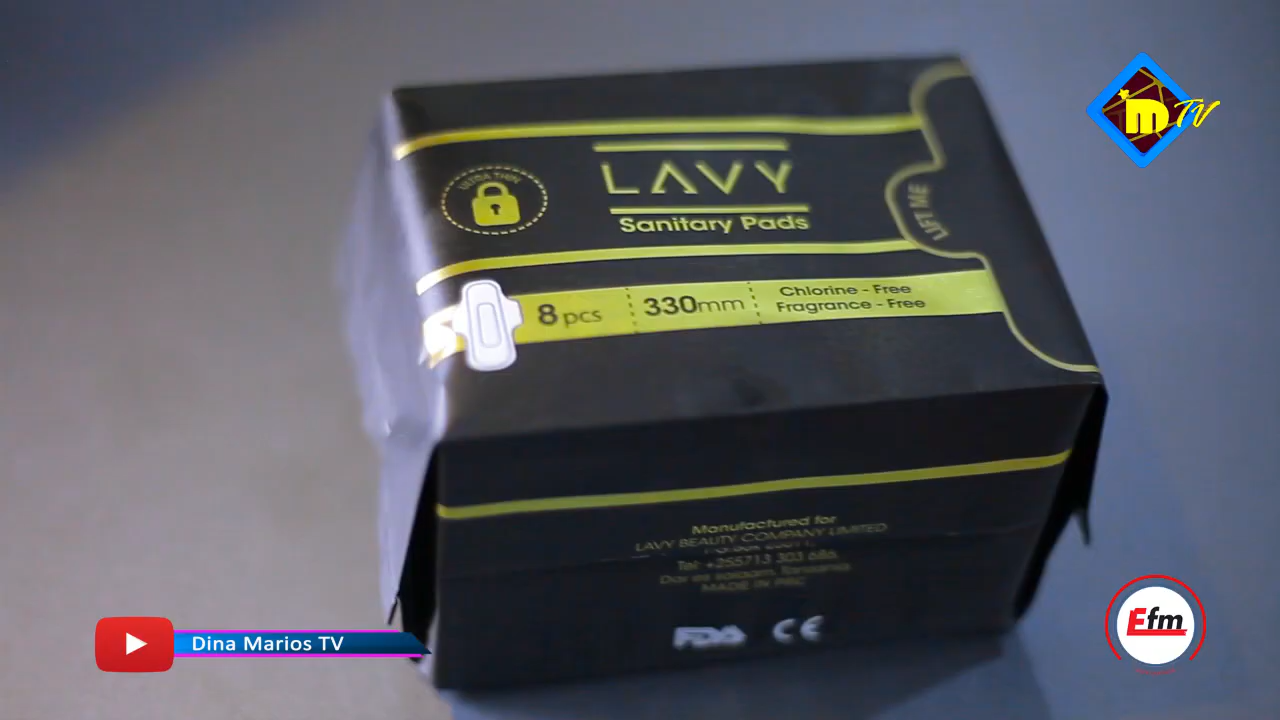 ULTRA THIN
LAVY
Sanitary Pads
LIFT ME
8 pcs
330mm
Chlorine - Free
Fragrance - Free
Manufactured for
LAVY BEAUTY COMPANY LIMITED
Tel: +255713 303 686
Dar es salaam, Tanzania
MADE IN PRC
FDA CE
m TV
Dina Marios TV
Efm